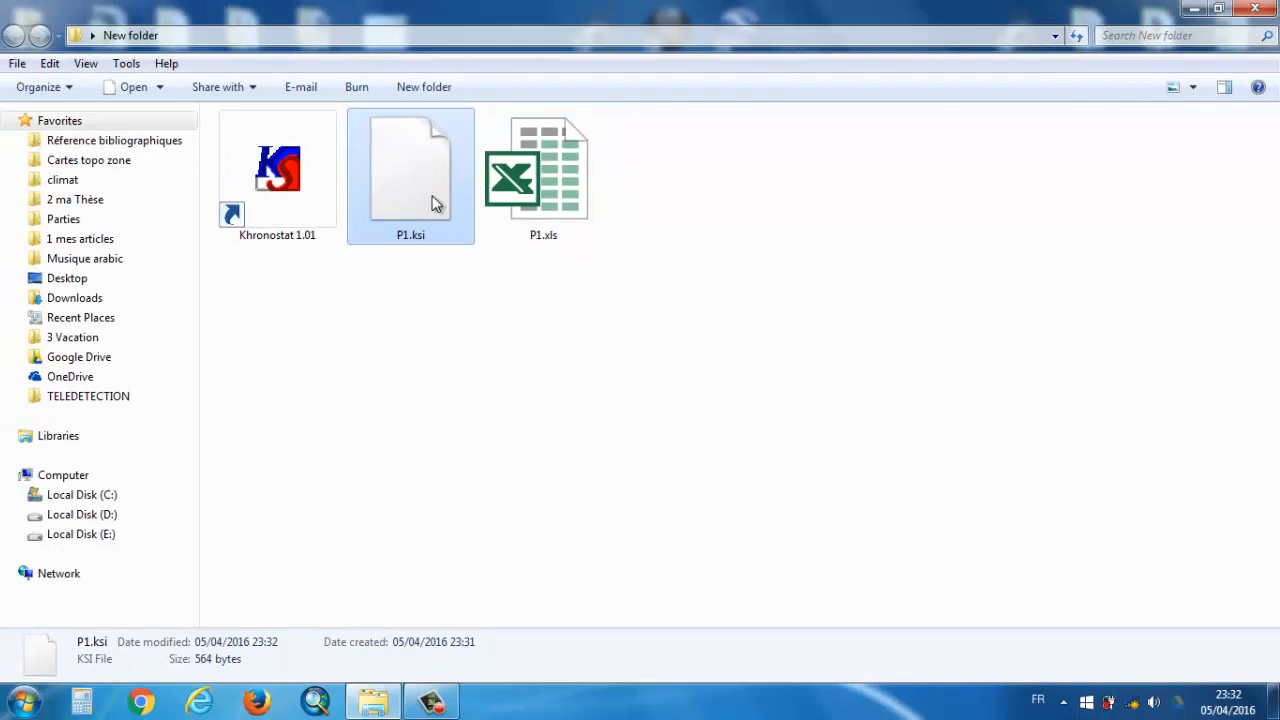 New folder
Search New folder
File Edit View Tools Help
Organize Open Share with E-mail Burn New folder
Favorites
Réference bibliographiques
Cartes topo zone
climat
2 ma Thèse
Parties
1 mes articles
Musique arabic
Desktop
Downloads
Recent Places
3 Vacation
Google Drive
OneDrive
TELEDETECTION
Libraries
Computer
Local Disk (C:)
Local Disk (D:)
Local Disk (E:)
Network
KS
Khronostat 1.01
P1.ksi
X
P1.xls
P1.ksi Date modified: 05/04/2016 23:32 Date created: 05/04/2016 23:31
KSI File Size: 564 bytes
FR
23:32
05/04/2016